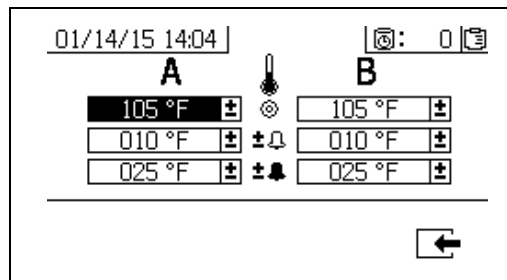 01/14/15 14:04 : 0
A B
105 °F ± 105 °F ±
010 °F ± ± 010 °F ±
025 °F ± ± 025 °F ±